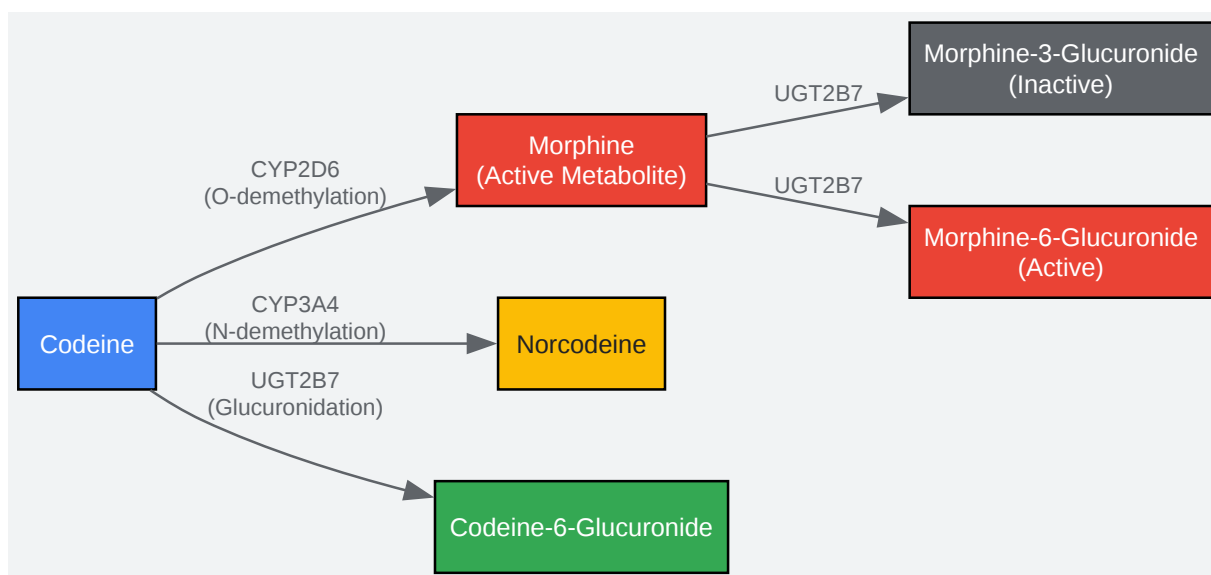 Morphine-3-Glucuronide
(Inactive)
UGT2B7
Morphine
(Active Metabolite)
CYP2D6
(O-demethylation)
UGT2B7
Morphine-6-Glucuronide
(Active)
CYP3A4
(N-demethylation)
Codeine
Norcodeine
UGT2B7
(Glucuronidation)
Codeine-6-Glucuronide